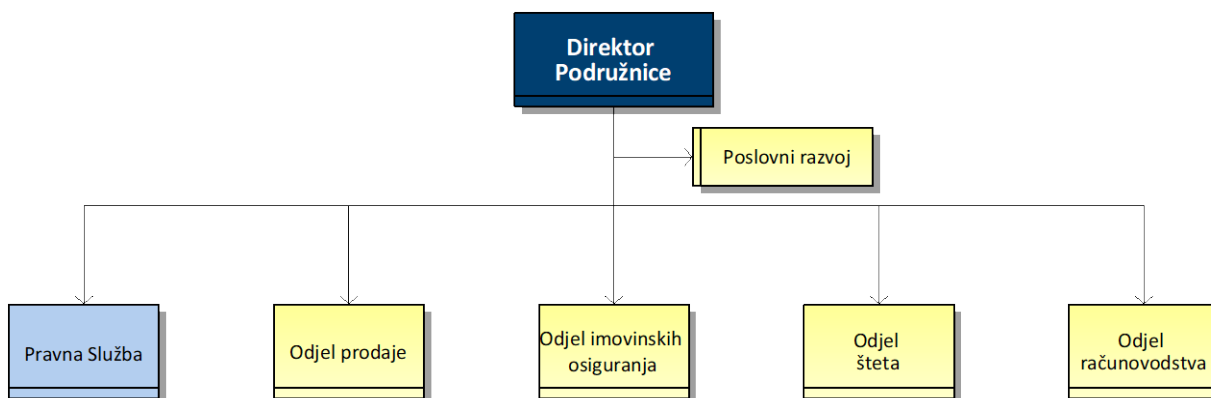 Direktor
Podružnice
Poslovni razvoj
Pravna Služba
Odjel prodaje
Odjel imovinskih
osiguranja
Odjel
šteta
Odjel
računovodstva